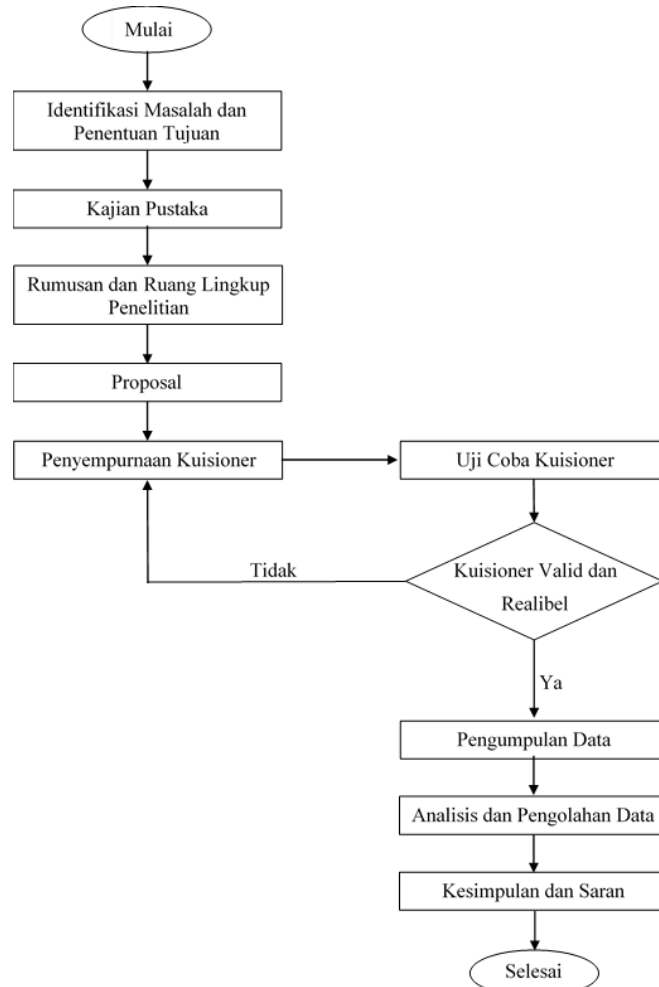 Mulai
Identifikasi Masalah dan
Penentuan Tujuan
Kajian Pustaka
Rumusan dan Ruang Lingkup
Penelitian
Proposal
Penyempurnaan Kuisioner
Uji Coba Kuisioner
Kuisioner Valid dan
Realibel
Tidak
Ya
Pengumpulan Data
Analisis dan Pengolahan Data
Kesimpulan dan Saran
Selesai